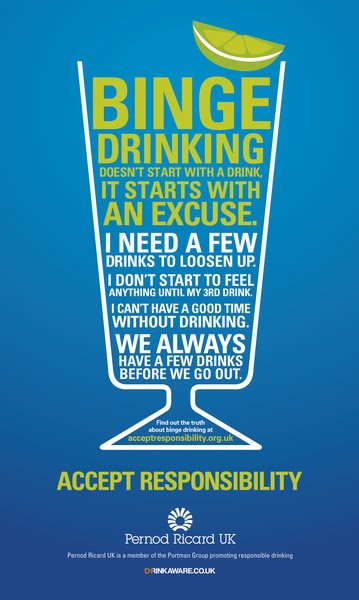 BINGE
DRINKING
DOESN'T START WITH A DRINK,
IT STARTS WITH
AN EXCUSE.
I NEED A FEW
DRINKS TO LOOSEN UP.
I DON'T START TO FEEL
ANYTHING UNTIL MY 3RD DRINK.
I CAN'T HAVE A GOOD TIME
WITHOUT DRINKING.
WE ALWAYS
HAVE A FEW DRINKS
BEFORE WE GO OUT.
Find out the truth
about binge drinking at
acceptresponsibility.org.uk
ACCEPT RESPONSIBILITY
Pernod Ricard UK
Pernod Ricard UK is a member of the Portman Group promoting responsible drinking
DRINKAWARE.CO.UK